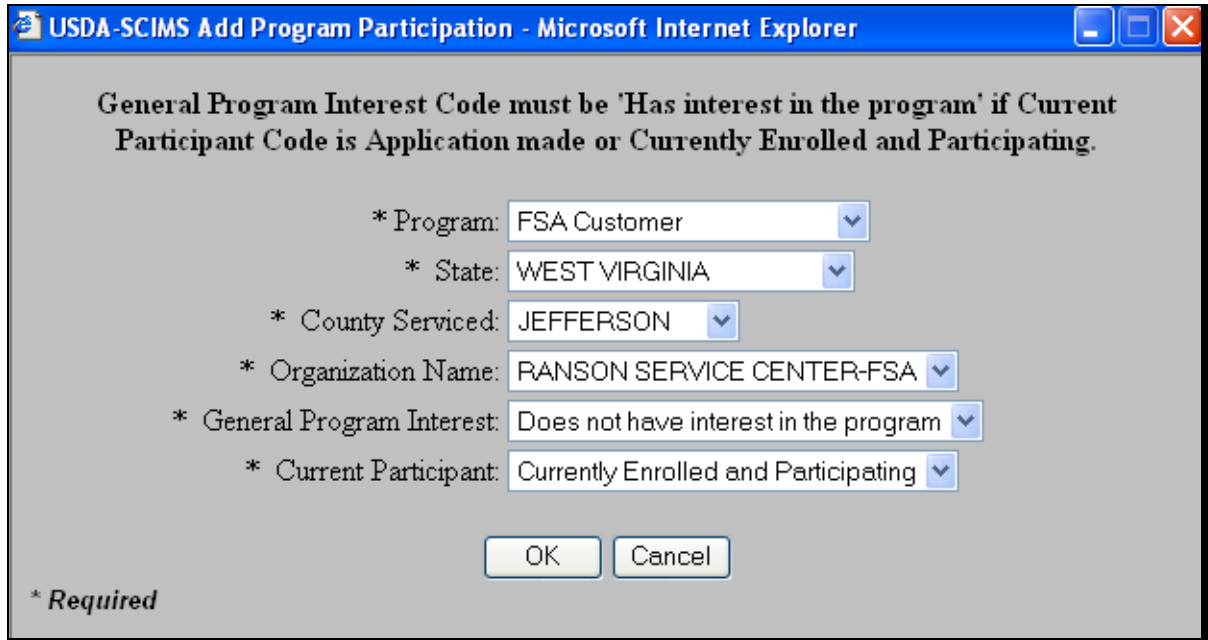 USDA-SCIMS Add Program Participation - Microsoft Internet Explorer
General Program Interest Code must be 'Has interest in the program' if Current
Participant Code is Application made or Currently Enrolled and Participating.
* Program: FSA Customer
* State: WEST VIRGINIA
* County Serviced: JEFFERSON
* Organization Name: RANSON SERVICE CENTER-FSA
* General Program Interest: Does not have interest in the program
* Current Participant: Currently Enrolled and Participating
OK Cancel
* Required